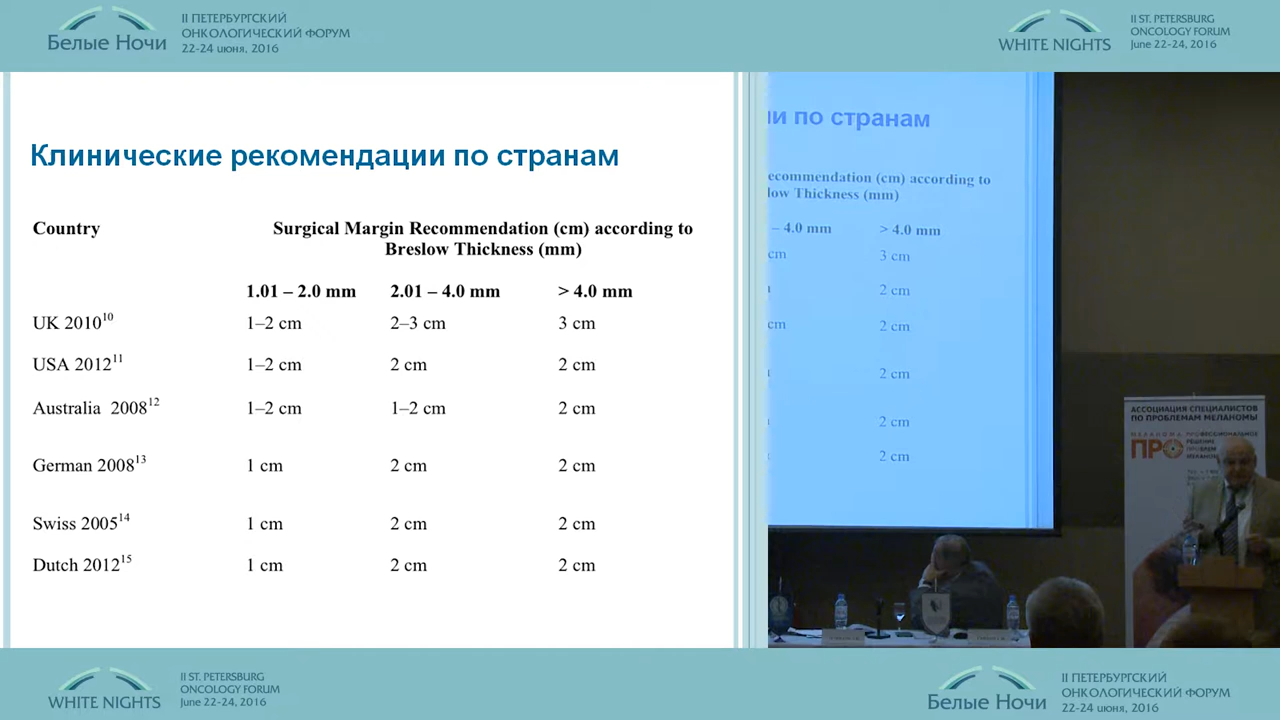 Белые Ночи
II ПЕТЕРБУРГСКИЙ
ОНКОЛОГИЧЕСКИЙ ФОРУМ
22-24 июня, 2016
WHITE NIGHTS
II ST. PETERSBURG
ONCOLOGY FORUM
June 22-24, 2016
Клинические рекомендации по странам
Country Surgical Margin Recommendation (cm) according to
Breslow Thickness (mm)
1.01 – 2.0 mm 2.01 – 4.0 mm > 4.0 mm
UK 2010¹⁰ 1–2 cm 2–3 cm 3 cm
USA 2012¹¹ 1–2 cm 2 cm 2 cm
Australia 2008¹² 1–2 cm 1–2 cm 2 cm
German 2008¹³ 1 cm 2 cm 2 cm
Swiss 2005¹⁴ 1 cm 2 cm 2 cm
Dutch 2012¹⁵ 1 cm 2 cm 2 cm
по странам
(cm) according to
Thickness (mm)
– 4.0 mm > 4.0 mm
cm 3 cm
2 cm
cm 2 cm
2 cm
2 cm
2 cm
АССОЦИАЦИЯ СПЕЦИАЛИСТОВ
ПО ПРОБЛЕМАМ МЕЛАНОМЫ
МЕЛАНОМА
ПРО
ПРОФЕССИОНАЛЬНОЕ
РЕШЕНИЕ
ПРОБЛЕМ
WHITE NIGHTS
II ST. PETERSBURG
ONCOLOGY FORUM
June 22-24, 2016
Белые Ночи
II ПЕТЕРБУРГСКИЙ
ОНКОЛОГИЧЕСКИЙ ФОРУМ
22-24 июня, 2016